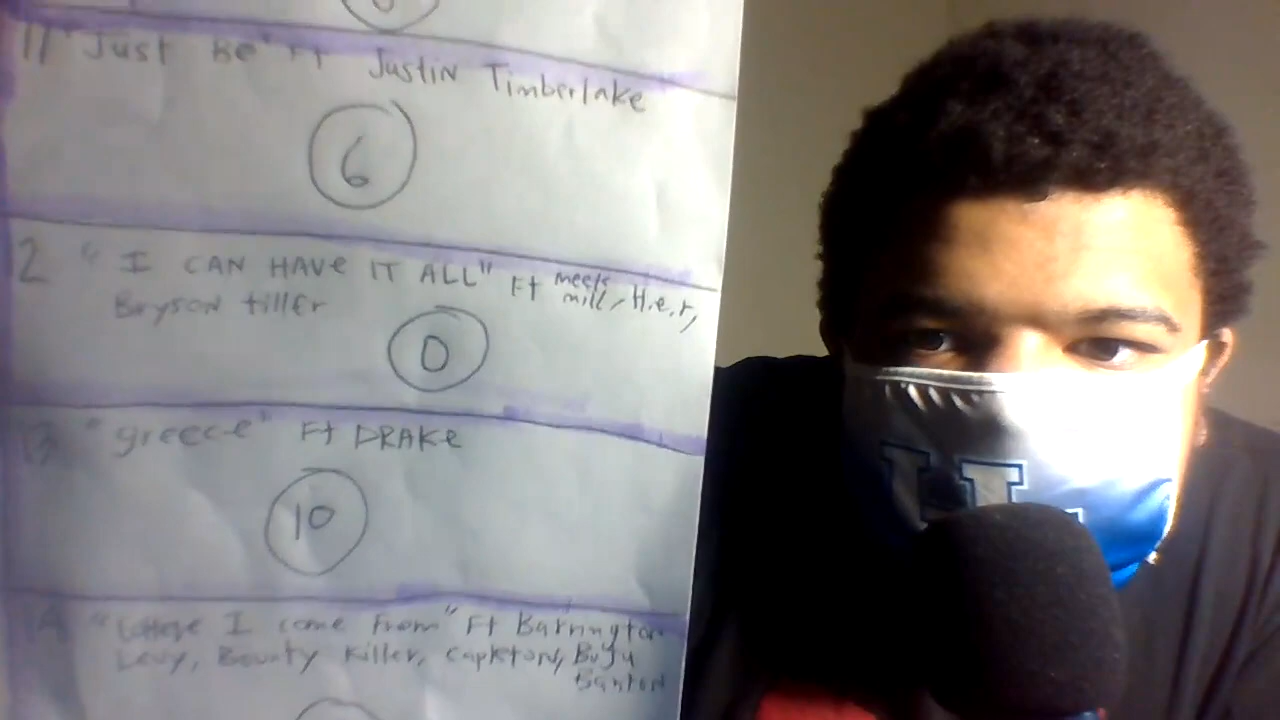 11 "Just Be" Ft Justin Timberlake
6
12 "I CAN HAVE IT ALL" Ft meek mill, H.e.r,
Bryson tiller
0
13 "greece" Ft DRAKE
10
14 "Where I come From" Ft Barrington
Levy, Bounty Killer, Capleton, Buju
Banton